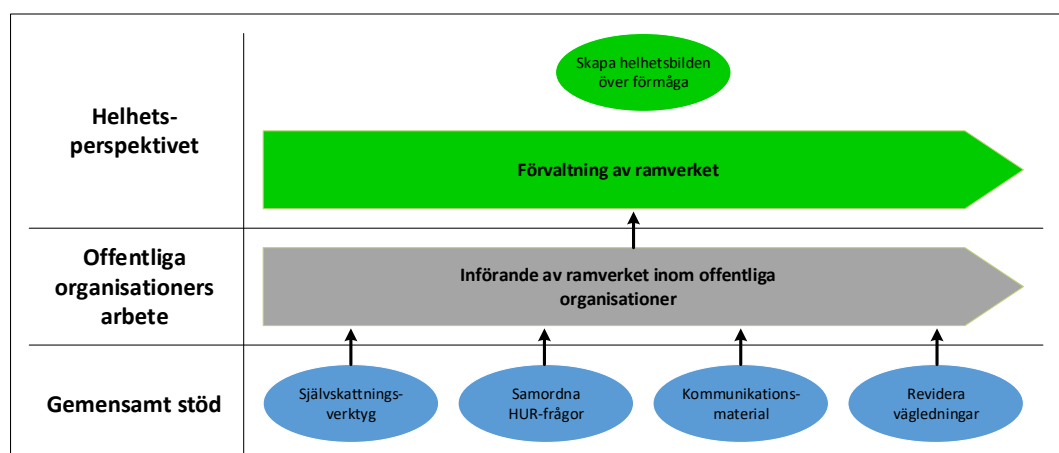 Skapa helhetsbilden
över förmåga
Helhets-
perspektivet
Förvaltning av ramverket
Offentliga
organisationers
arbete
Införande av ramverket inom offentliga
organisationer
Gemensamt stöd
Självskattnings-
verktyg
Samordna
HUR-frågor
Kommunikations-
material
Revidera
vägledningar